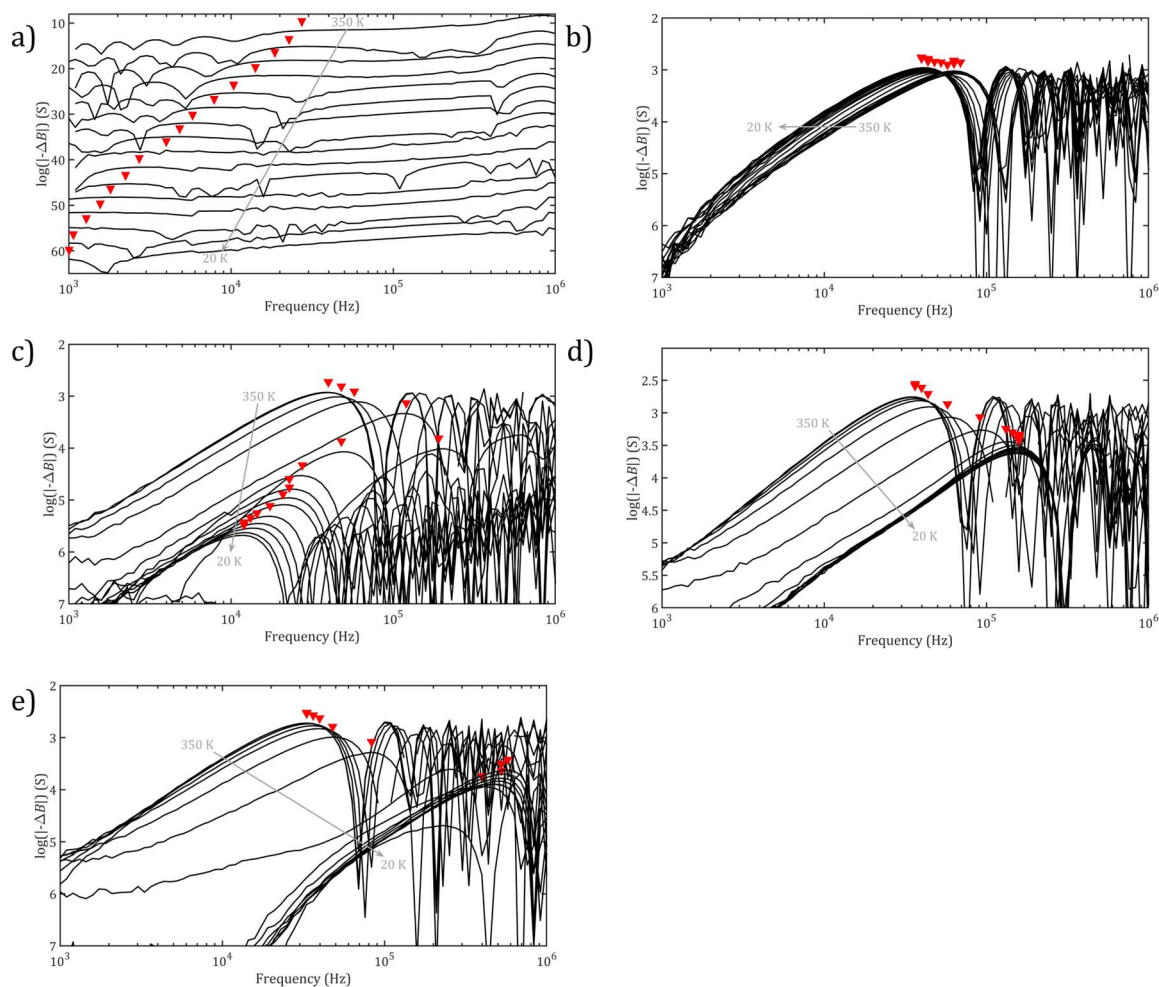 a)
log(|-ΔB|) (S)
10
20
30
40
50
60
350 K
20 K
10³ 10⁴ 10⁵ 10⁶
Frequency (Hz)
b)
log(|-ΔB|) (S)
2
3
4
5
6
7
20 K 350 K
10³ 10⁴ 10⁵ 10⁶
Frequency (Hz)
c)
log(|-ΔB|) (S)
2
3
4
5
6
7
350 K
20 K
10³ 10⁴ 10⁵ 10⁶
Frequency (Hz)
d)
log(|-ΔB|) (S)
2.5
3
3.5
4
4.5
5
5.5
6
350 K
20 K
10³ 10⁴ 10⁵ 10⁶
Frequency (Hz)
e)
log(|-ΔB|) (S)
2
3
4
5
6
7
350 K
20 K
10³ 10⁴ 10⁵ 10⁶
Frequency (Hz)